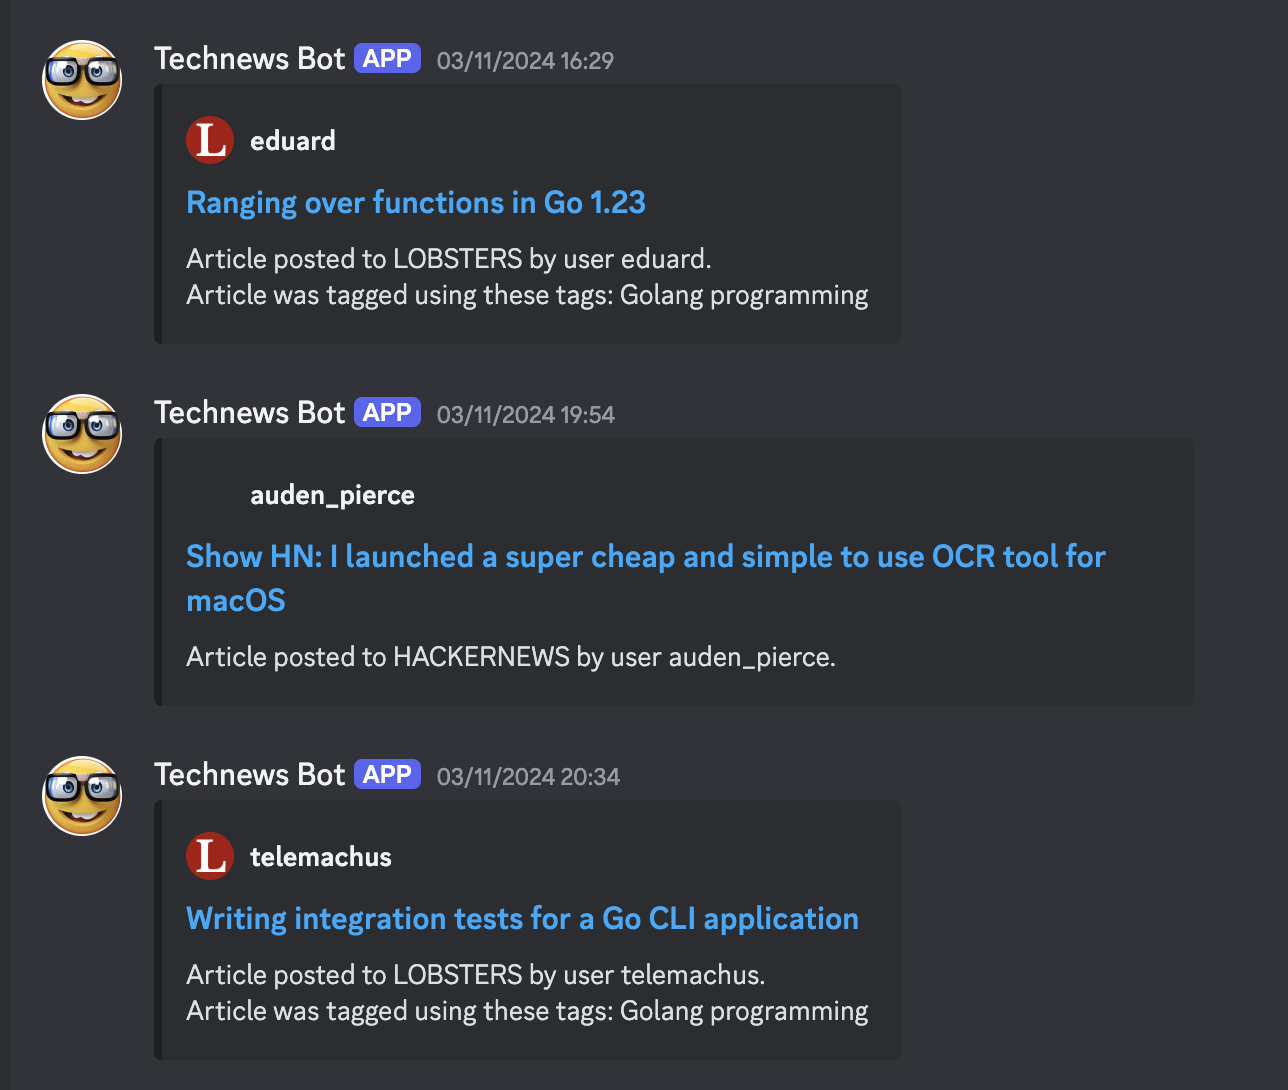 Technews Bot APP 03/11/2024 16:29
L eduard
Ranging over functions in Go 1.23
Article posted to LOBSTERS by user eduard.
Article was tagged using these tags: Golang programming
Technews Bot APP 03/11/2024 19:54
auden_pierce
Show HN: I launched a super cheap and simple to use OCR tool for
macOS
Article posted to HACKERNEWS by user auden_pierce.
Technews Bot APP 03/11/2024 20:34
L telemachus
Writing integration tests for a Go CLI application
Article posted to LOBSTERS by user telemachus.
Article was tagged using these tags: Golang programming